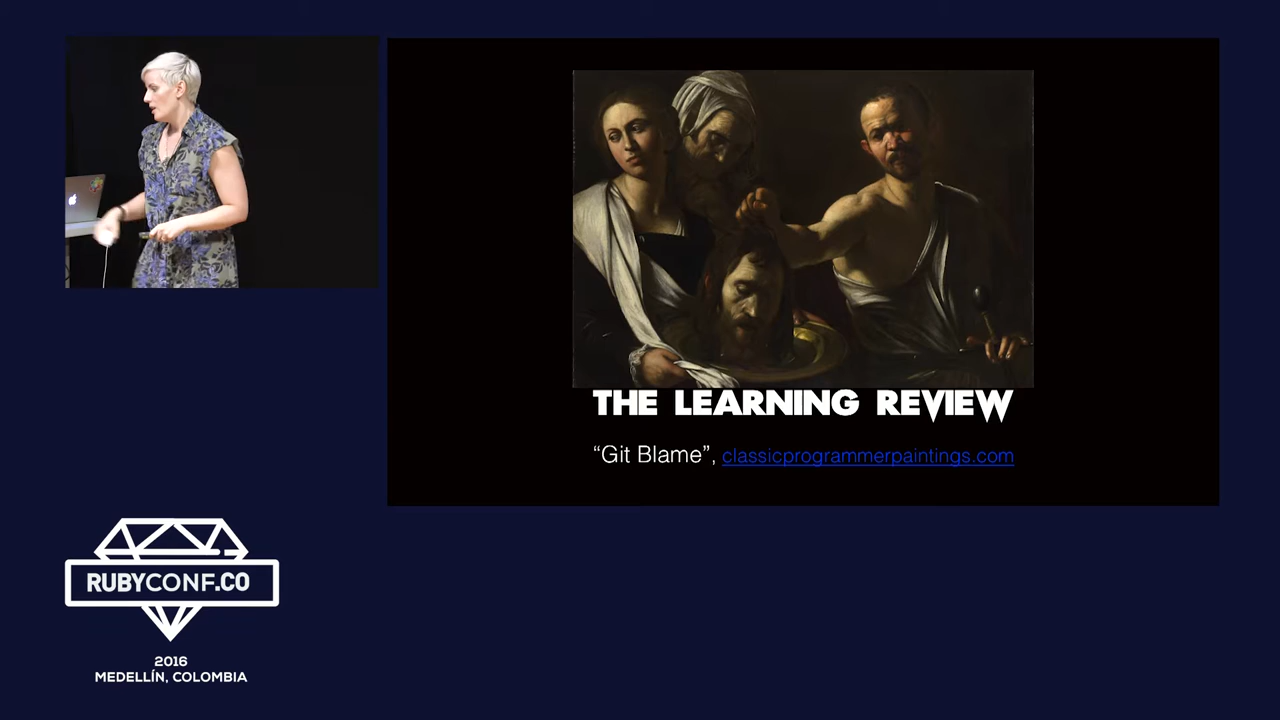 THE LEARNING REVIEW
“Git Blame”, classicprogrammerpaintings.com
RUBYCONF.CO
2016
MEDELLÍN, COLOMBIA